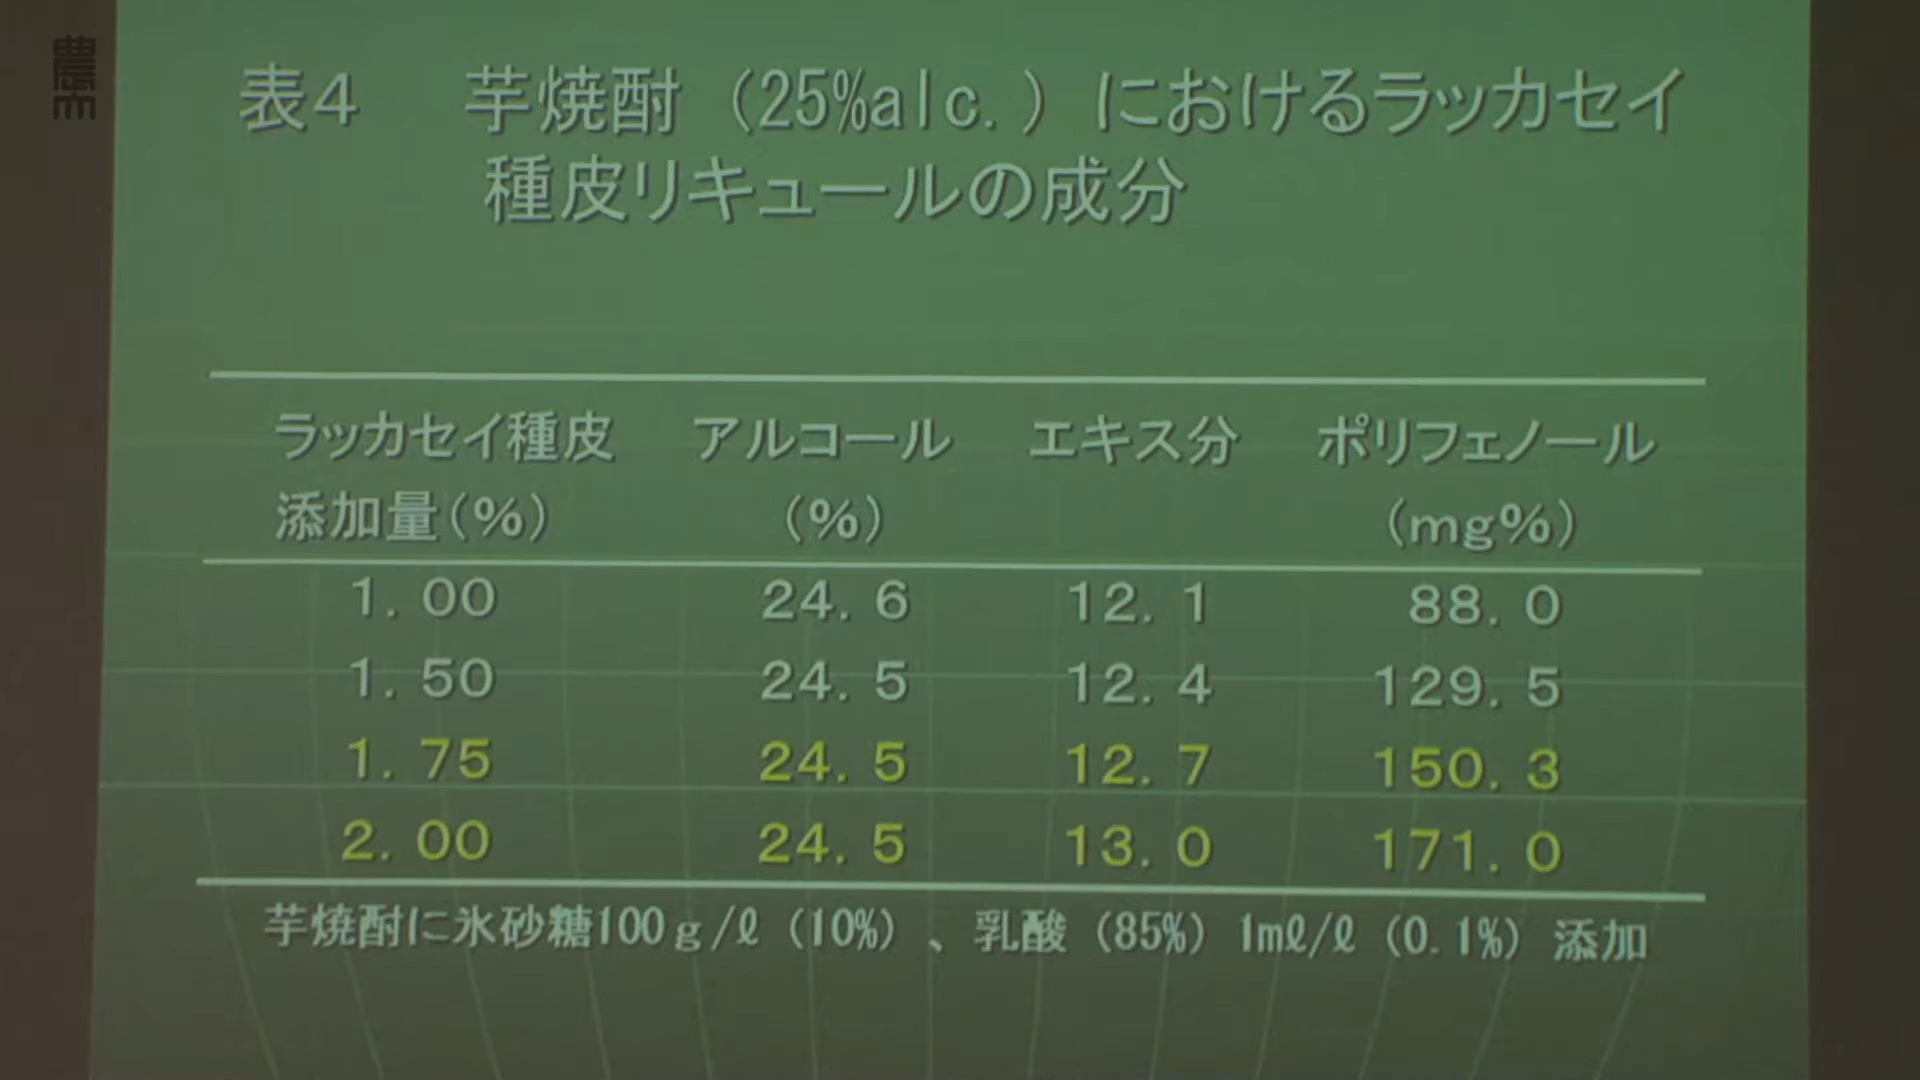 表4 芋焼酎（25%alc.）におけるラッカセイ
種皮リキュールの成分
ラッカセイ種皮 アルコール エキス分 ポリフェノール
添加量（%） （%） （mg%）
1.00 24.6 12.1 88.0
1.50 24.5 12.4 129.5
1.75 24.5 12.7 150.3
2.00 24.5 13.0 171.0
芋焼酎に氷砂糖100g/ℓ（10%）、乳酸（85%）1mℓ/ℓ（0.1%）添加